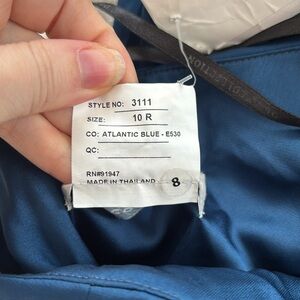 STYLE NO: 3111
SIZE: 10 R
CO: ATLANTIC BLUE - E530
QC:
RN#91947
MADE IN THAILAND 8